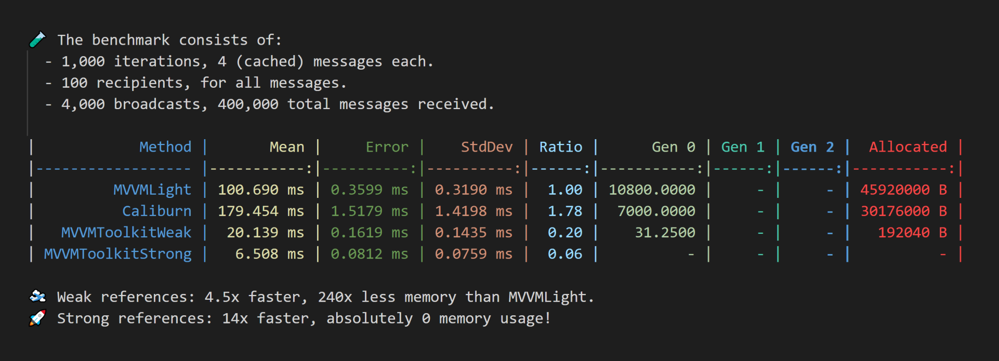 🧪 The benchmark consists of:
- 1,000 iterations, 4 (cached) messages each.
- 100 recipients, for all messages.
- 4,000 broadcasts, 400,000 total messages received.
| Method | Mean | Error | StdDev | Ratio | Gen 0 | Gen 1 | Gen 2 | Allocated |
|------------------ |-----------:|----------:|----------:|------:|-----------:|------:|------:|-----------:|
| MVVMLight | 100.690 ms | 0.3599 ms | 0.3190 ms | 1.00 | 10800.0000 | - | - | 45920000 B |
| Caliburn | 179.454 ms | 1.5179 ms | 1.4198 ms | 1.78 | 7000.0000 | - | - | 30176000 B |
| MVVMToolkitWeak | 20.139 ms | 0.1619 ms | 0.1435 ms | 0.20 | 31.2500 | - | - | 192040 B |
| MVVMToolkitStrong | 6.508 ms | 0.0812 ms | 0.0759 ms | 0.06 | - | - | - | - |
Weak references: 4.5x faster, 240x less memory than MVVMLight.
🚀 Strong references: 14x faster, absolutely 0 memory usage!